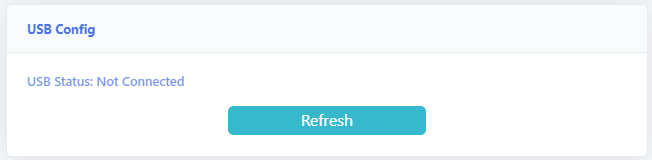 USB Config
USB Status: Not Connected
Refresh